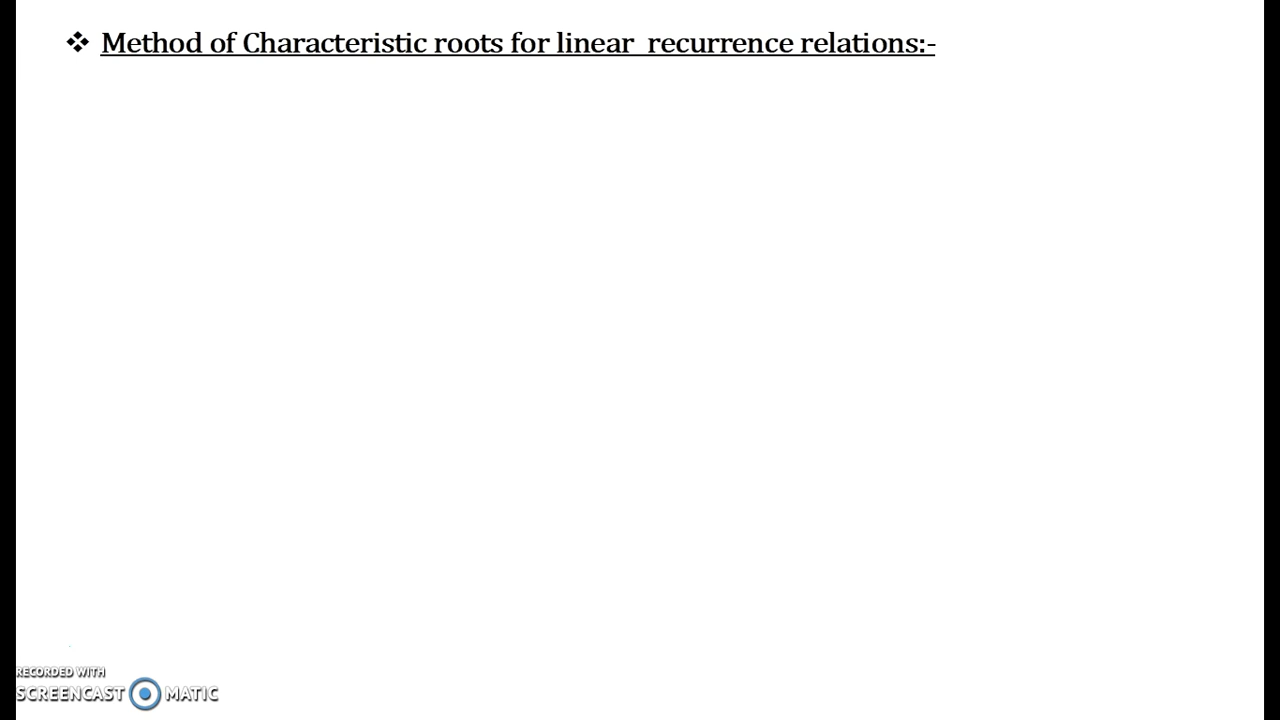 ❖ Method of Characteristic roots for linear  recurrence relations:-
RECORDED WITH
SCREENCAST MATIC